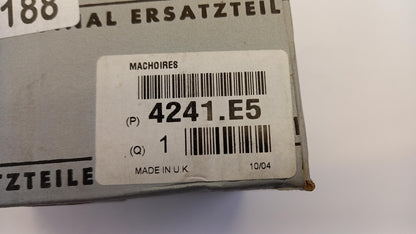 188
NAL ERSATZTEIL
MACHOIRES
(P) 4241.E5
(Q) 1
MADE IN U K 10/04
TZTEILE